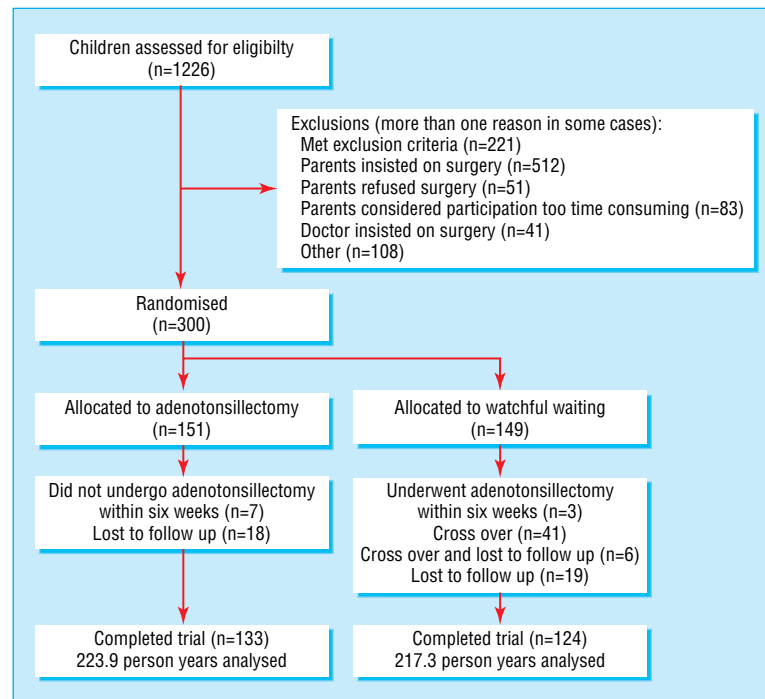 Children assessed for eligibilty
(n=1226)
Exclusions (more than one reason in some cases):
Met exclusion criteria (n=221)
Parents insisted on surgery (n=512)
Parents refused surgery (n=51)
Parents considered participation too time consuming (n=83)
Doctor insisted on surgery (n=41)
Other (n=108)
Randomised
(n=300)
Allocated to adenotonsillectomy
(n=151)
Allocated to watchful waiting
(n=149)
Did not undergo adenotonsillectomy
within six weeks (n=7)
Lost to follow up (n=18)
Underwent adenotonsillectomy
within six weeks (n=3)
Cross over (n=41)
Cross over and lost to follow up (n=6)
Lost to follow up (n=19)
Completed trial (n=133)
223.9 person years analysed
Completed trial (n=124)
217.3 person years analysed